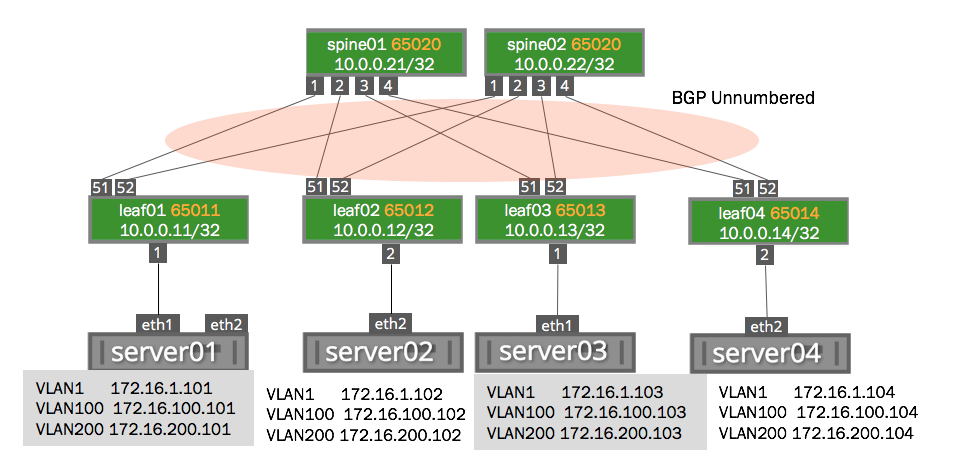 spine01 65020
10.0.0.21/32
spine02 65020
10.0.0.22/32
1 2 3 4
1 2 3 4
BGP Unnumbered
51 52
51 52
51 52
51 52
leaf01 65011
10.0.0.11/32
leaf02 65012
10.0.0.12/32
leaf03 65013
10.0.0.13/32
leaf04 65014
10.0.0.14/32
1
2
1
2
eth1 eth2
eth2
eth1
eth2
server01
server02
server03
server04
VLAN1 172.16.1.101
VLAN100 172.16.100.101
VLAN200 172.16.200.101
VLAN1 172.16.1.102
VLAN100 172.16.100.102
VLAN200 172.16.200.102
VLAN1 172.16.1.103
VLAN100 172.16.100.103
VLAN200 172.16.200.103
VLAN1 172.16.1.104
VLAN100 172.16.100.104
VLAN200 172.16.200.104